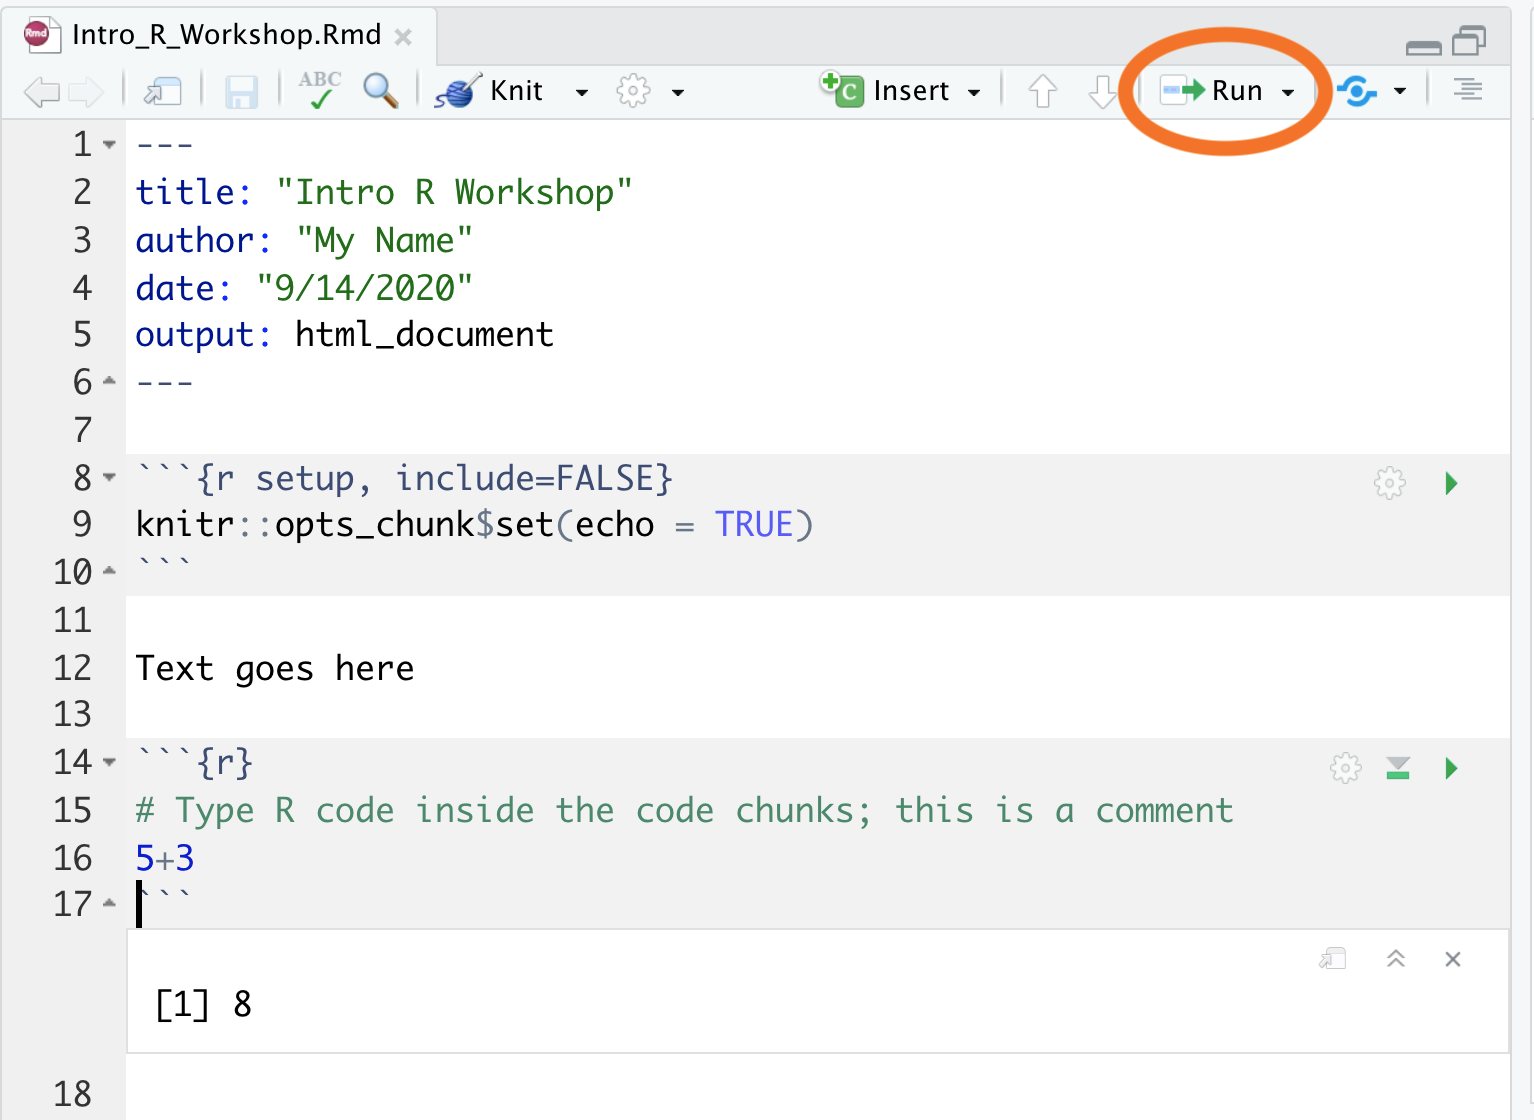 Rmd Intro_R_Workshop.Rmd
ABC Knit C Insert Run
1 ---
2 title: "Intro R Workshop"
3 author: "My Name"
4 date: "9/14/2020"
5 output: html_document
6 ---
7
8 ```{r setup, include=FALSE}
9 knitr::opts_chunk$set(echo = TRUE)
10 ```
11
12 Text goes here
13
14 ```{r}
15 # Type R code inside the code chunks; this is a comment
16 5+3
17 ```
[1] 8
18